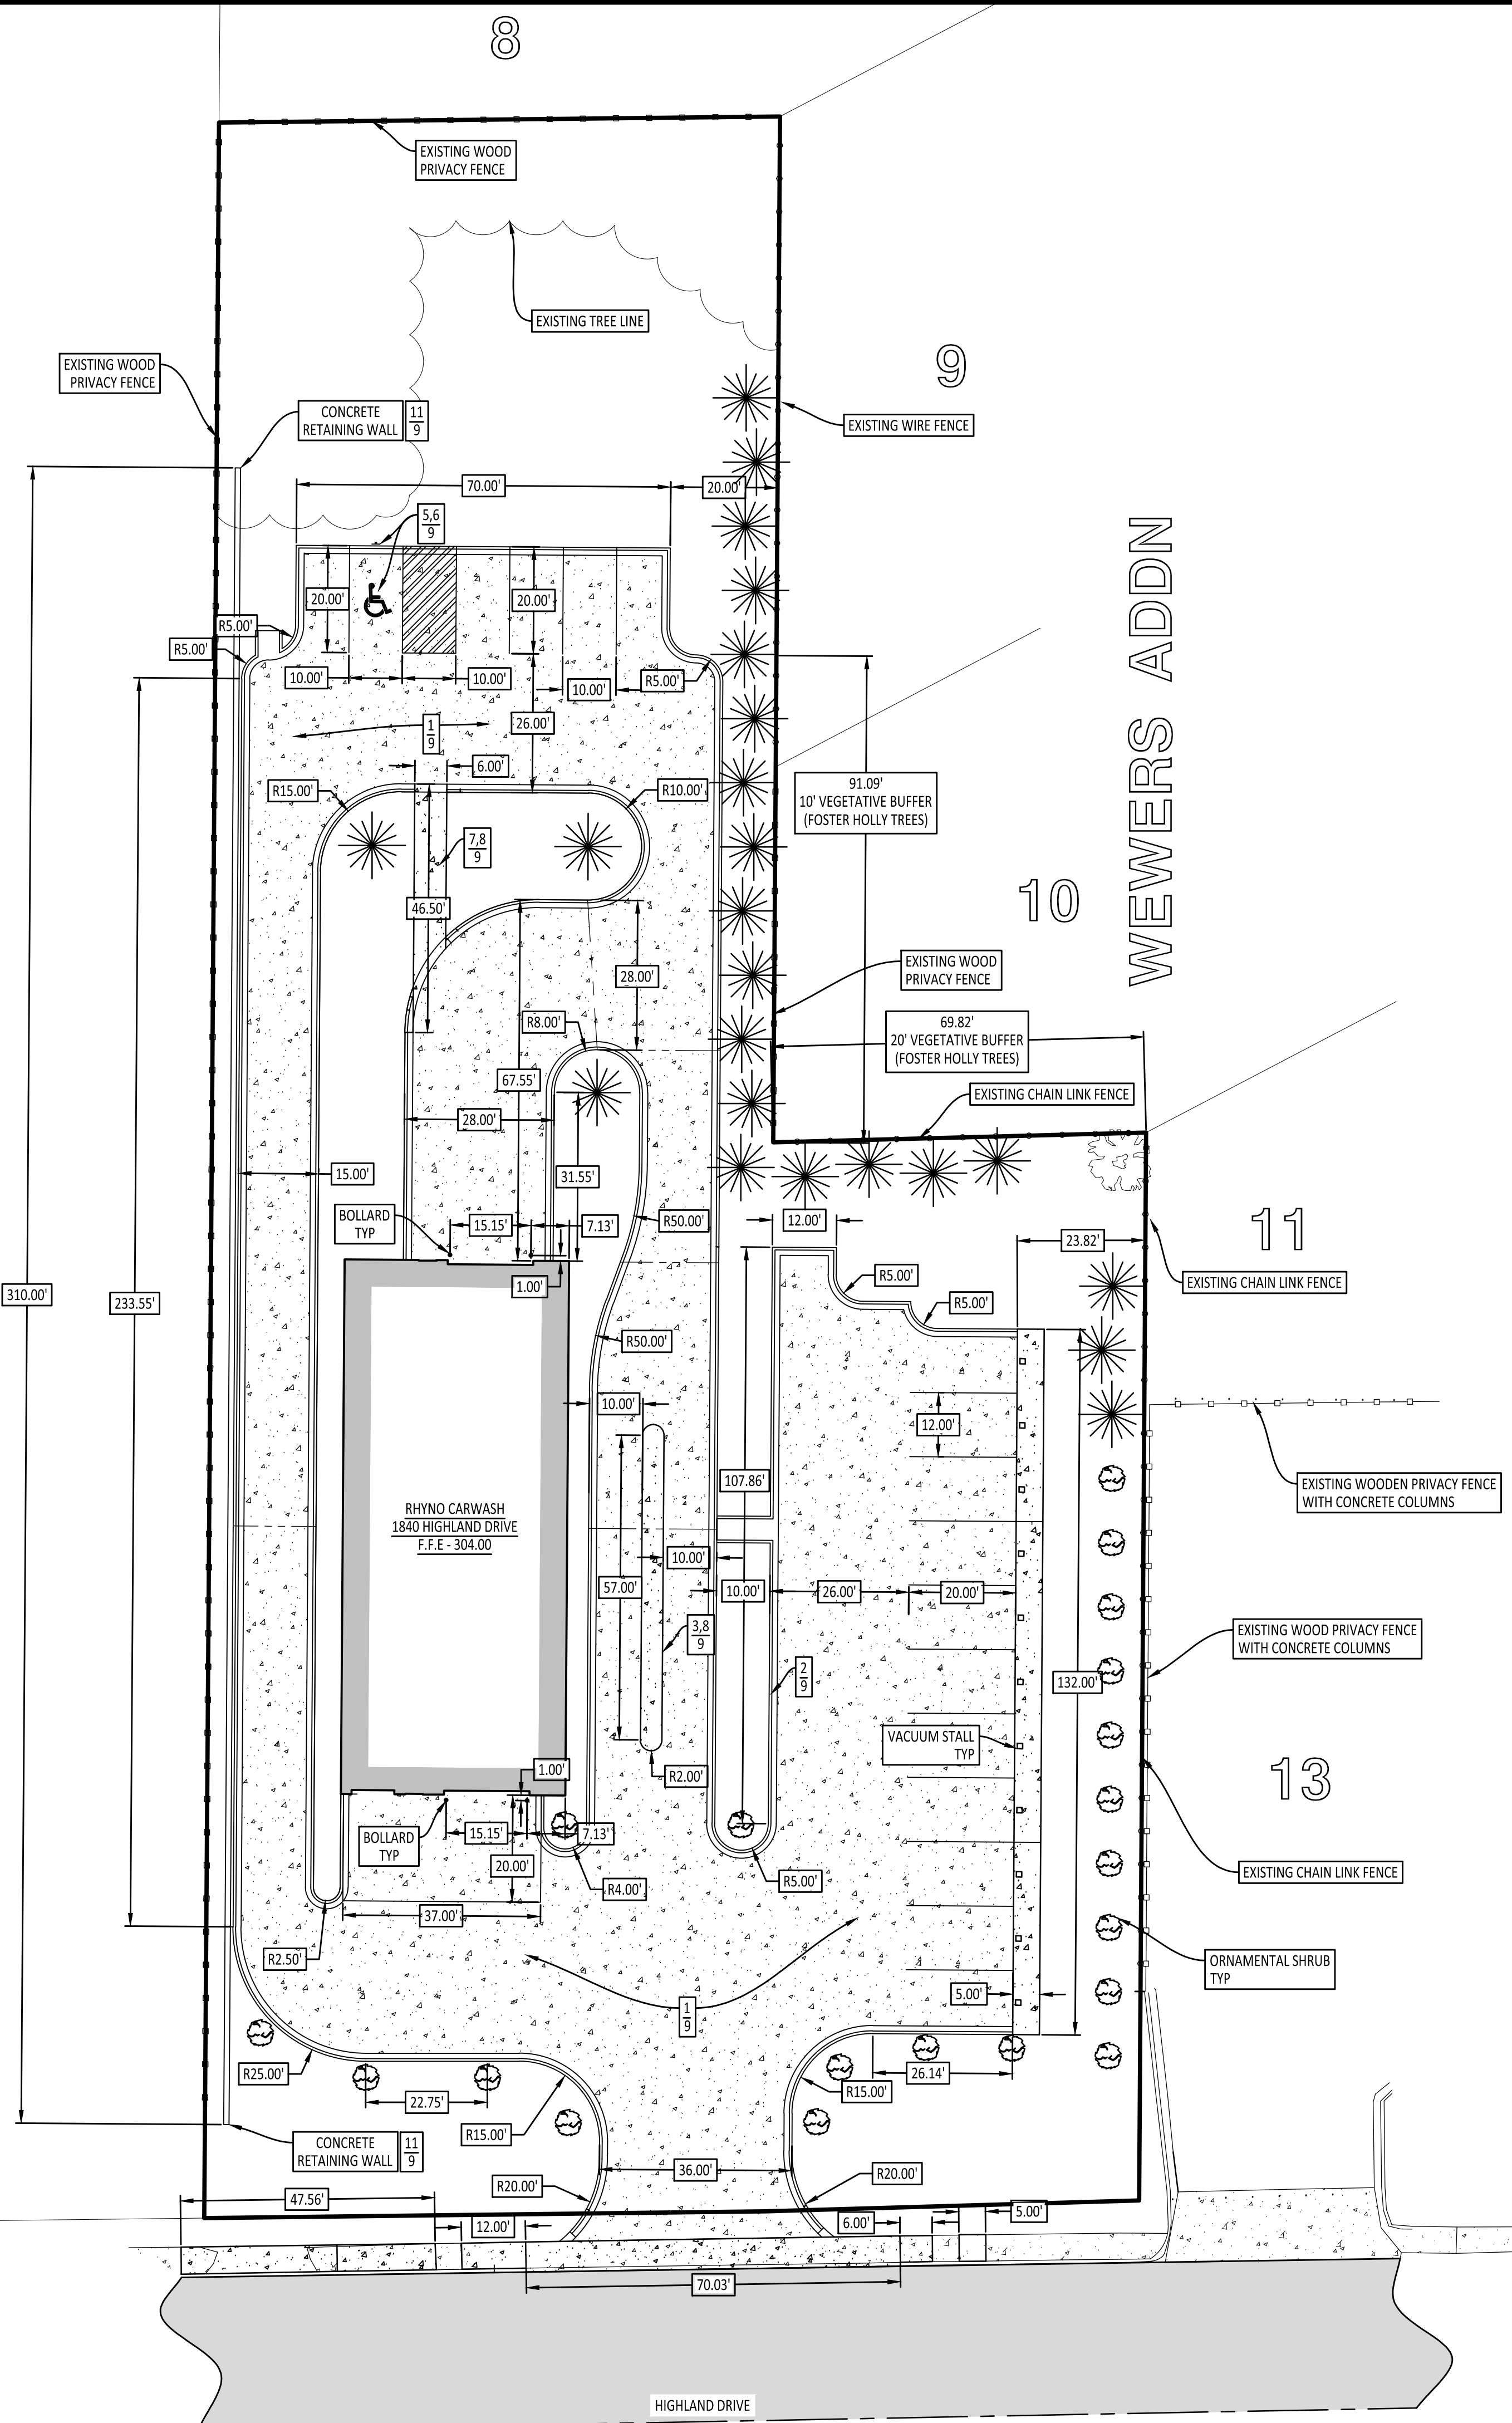 8
EXISTING WOOD
PRIVACY FENCE
EXISTING TREE LINE
9
EXISTING WOOD
PRIVACY FENCE
CONCRETE
RETAINING WALL
11
9
EXISTING WIRE FENCE
70.00'
20.00'
5,6
9
WEWERS ADDN
20.00'
20.00'
R5.00'
R5.00'
10.00'
10.00'
10.00'
R5.00'
26.00'
1
9
6.00'
R15.00'
R10.00'
91.09'
10' VEGETATIVE BUFFER
(FOSTER HOLLY TREES)
7,8
9
46.50'
10
28.00'
EXISTING WOOD
PRIVACY FENCE
R8.00'
69.82'
20' VEGETATIVE BUFFER
(FOSTER HOLLY TREES)
67.55'
EXISTING CHAIN LINK FENCE
28.00'
15.00'
31.55'
BOLLARD
TYP
15.15'
7.13'
R50.00'
12.00'
23.82'
11
R5.00'
EXISTING CHAIN LINK FENCE
1.00'
310.00'
233.55'
R5.00'
R50.00'
10.00'
12.00'
107.86'
EXISTING WOODEN PRIVACY FENCE
WITH CONCRETE COLUMNS
RHYNO CARWASH
1840 HIGHLAND DRIVE
F.F.E - 304.00
10.00'
57.00'
10.00'
26.00'
20.00'
3,8
9
EXISTING WOOD PRIVACY FENCE
WITH CONCRETE COLUMNS
2
9
132.00'
VACUUM STALL
TYP
1.00'
R2.00'
13
BOLLARD
TYP
15.15'
7.13'
20.00'
R4.00'
R5.00'
EXISTING CHAIN LINK FENCE
37.00'
R2.50'
ORNAMENTAL SHRUB
TYP
5.00'
1
9
R25.00'
26.14'
22.75'
R15.00'
R15.00'
CONCRETE
RETAINING WALL
11
9
36.00'
R20.00'
R20.00'
47.56'
12.00'
6.00'
5.00'
70.03'
HIGHLAND DRIVE